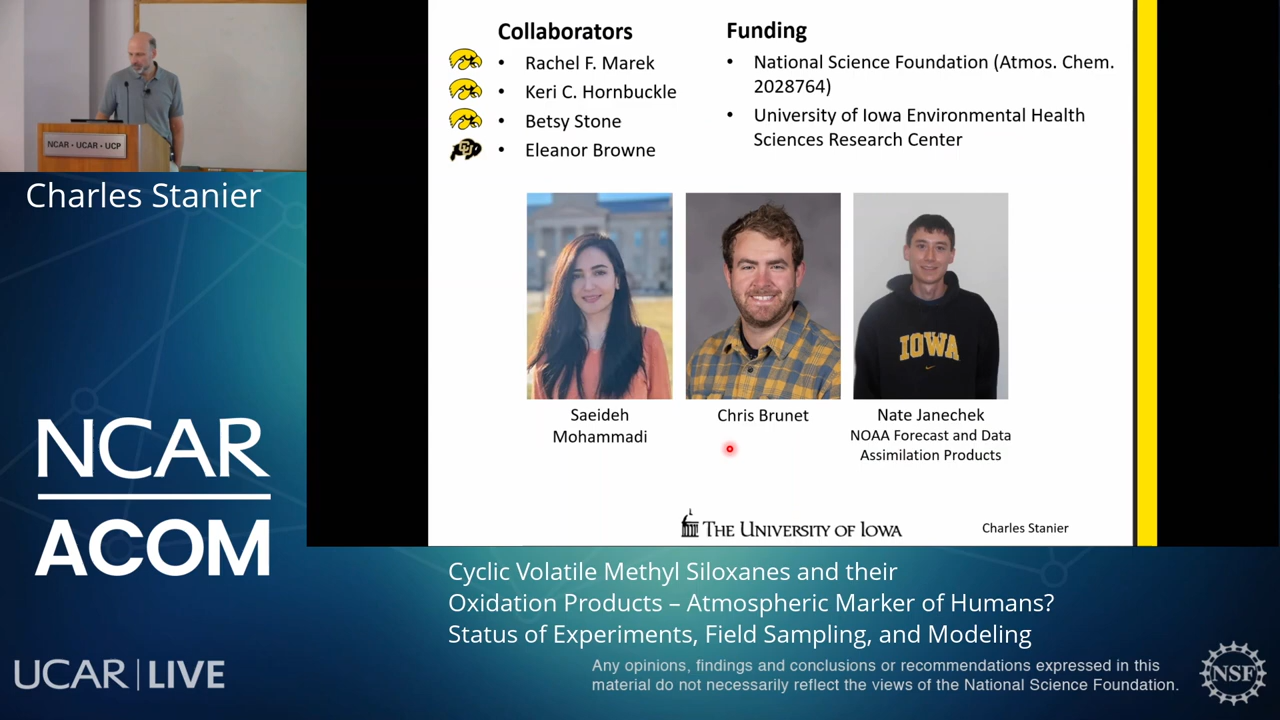 NCAR • UCAR • UCP
Charles Stanier
NCAR
ACOM
UCAR | LIVE
Collaborators
• Rachel F. Marek
• Keri C. Hornbuckle
• Betsy Stone
CU
• Eleanor Browne
Funding
• National Science Foundation (Atmos. Chem.
2028764)
• University of Iowa Environmental Health
Sciences Research Center
IOWA
Saeideh
Mohammadi
Chris Brunet
Nate Janechek
NOAA Forecast and Data
Assimilation Products
THE UNIVERSITY OF IOWA
Charles Stanier
Cyclic Volatile Methyl Siloxanes and their
Oxidation Products – Atmospheric Marker of Humans?
Status of Experiments, Field Sampling, and Modeling
Any opinions, findings and conclusions or recommendations expressed in this
material do not necessarily reflect the views of the National Science Foundation.
NSF